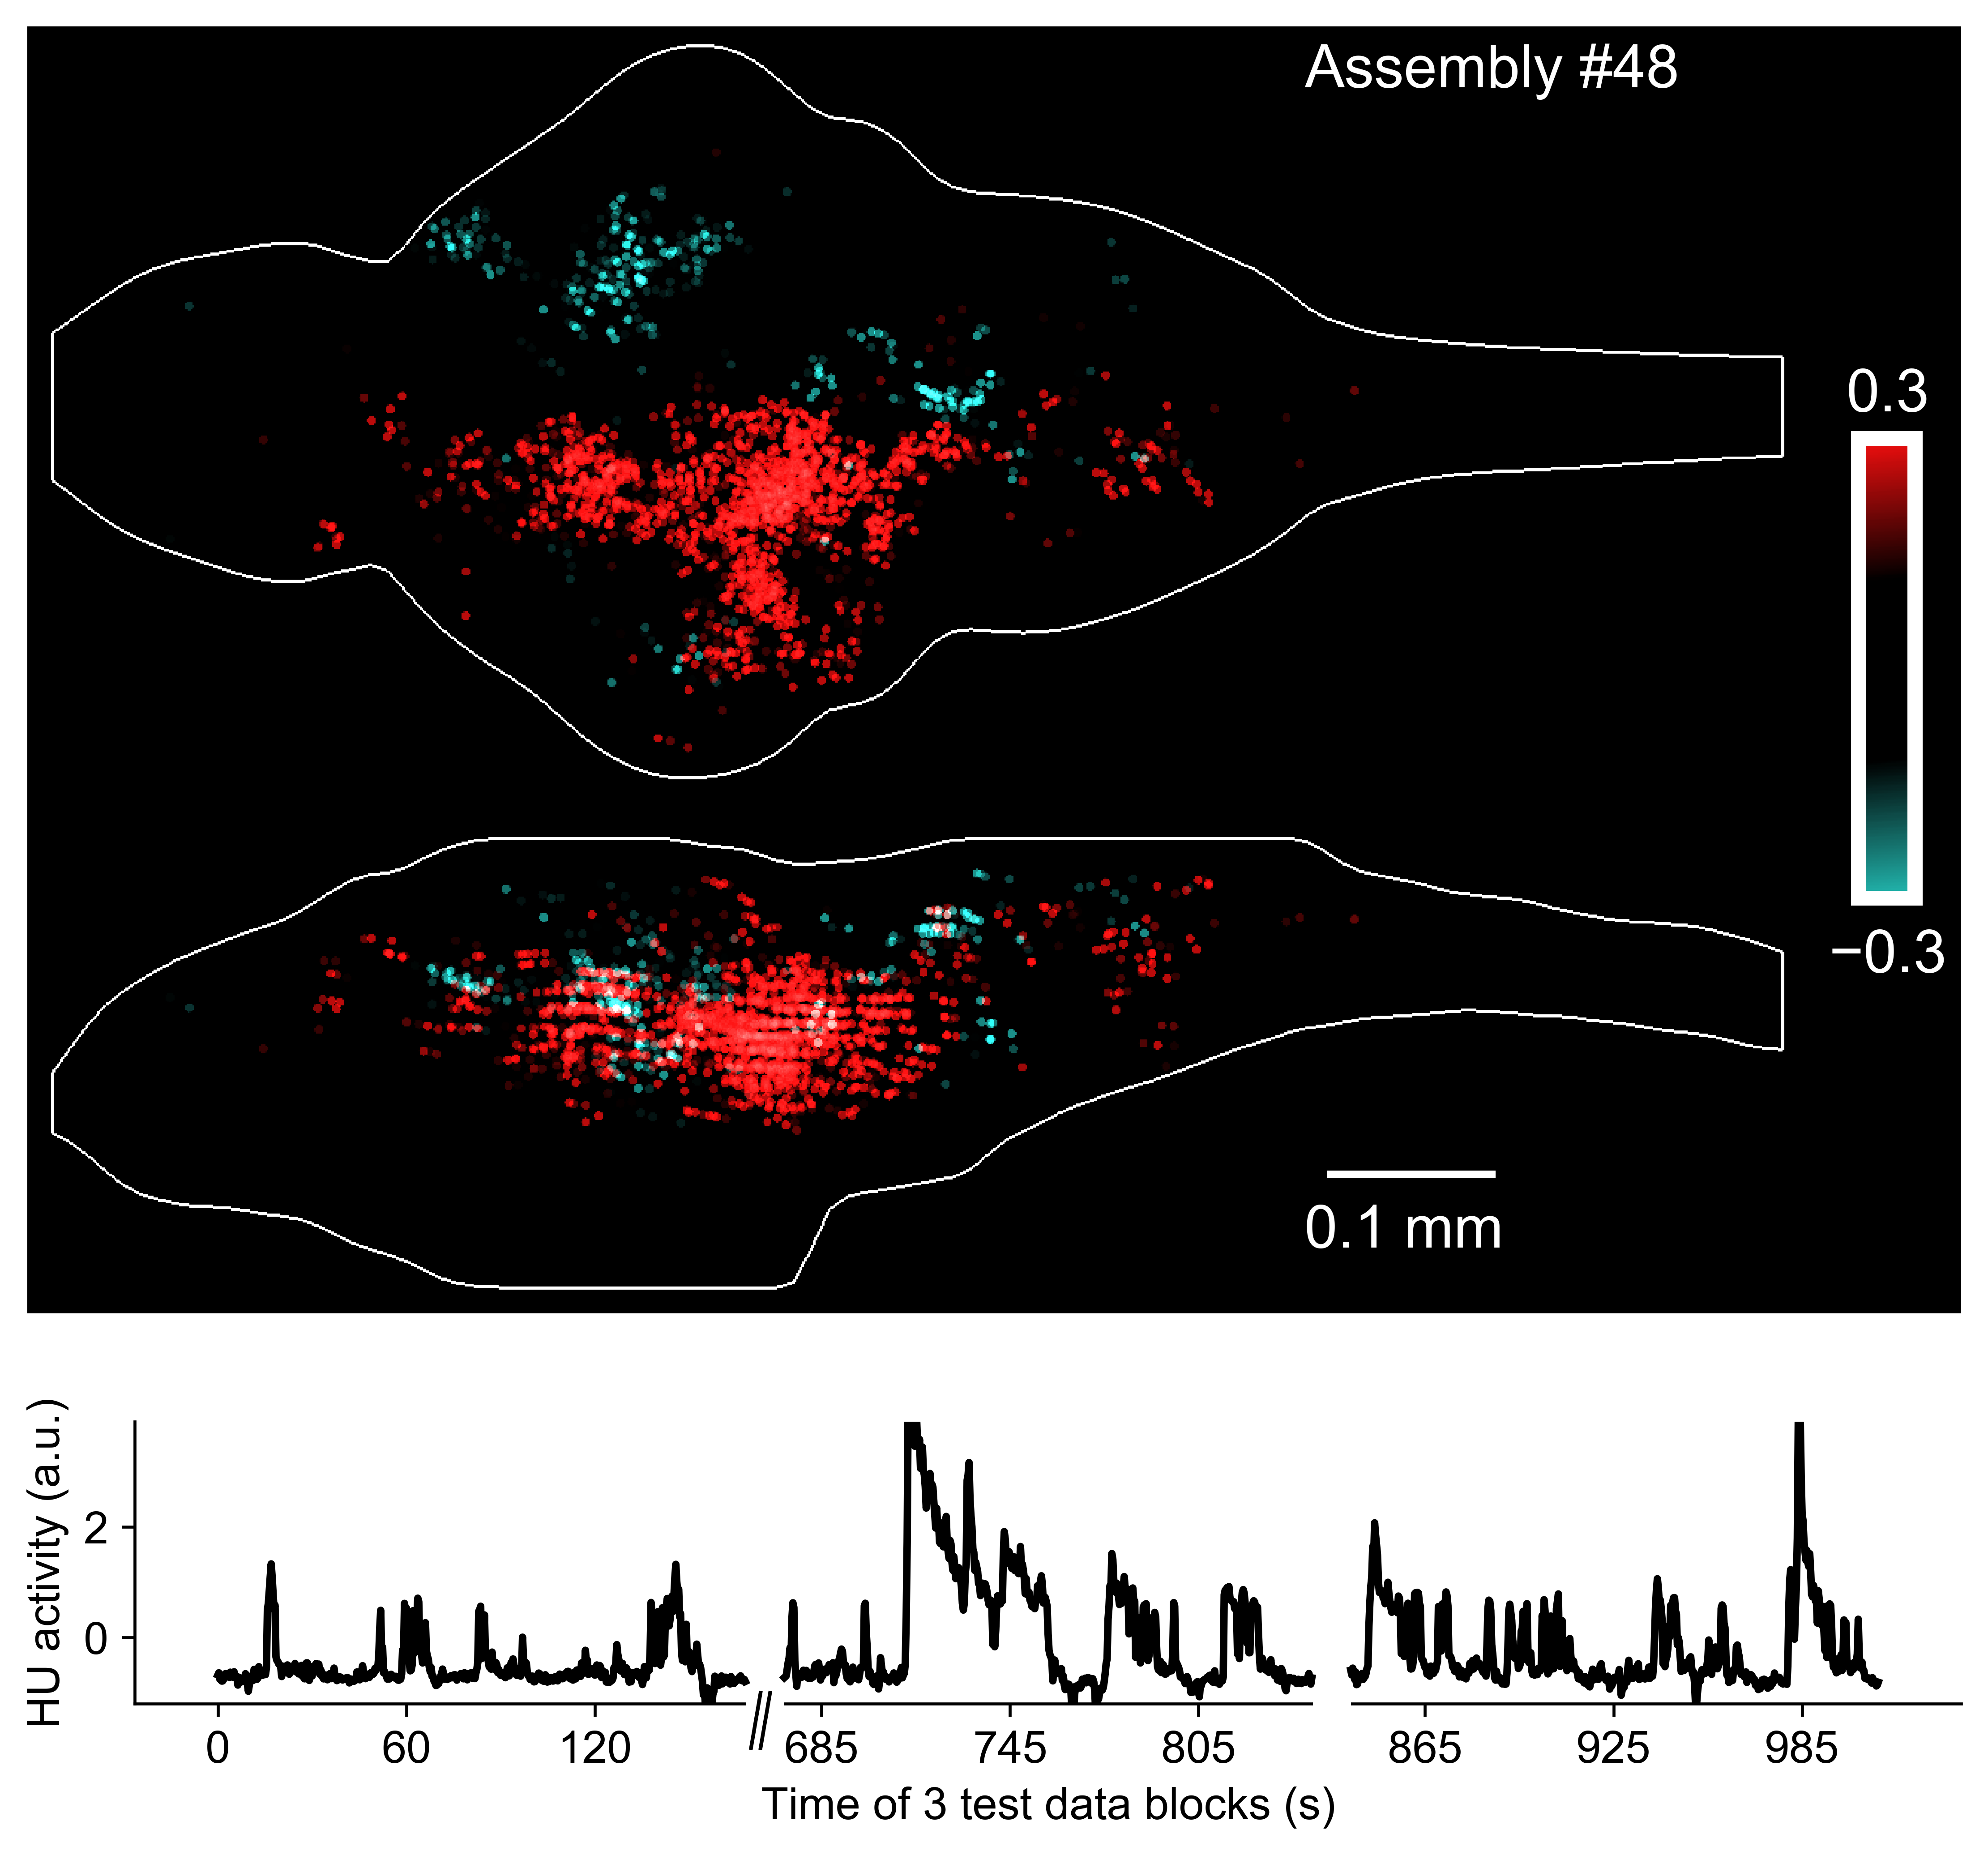 Assembly #48
0.3
−0.3
0.1 mm
HU activity (a.u.)
2
0
0 60 120 685 745 805 865 925 985
Time of 3 test data blocks (s)